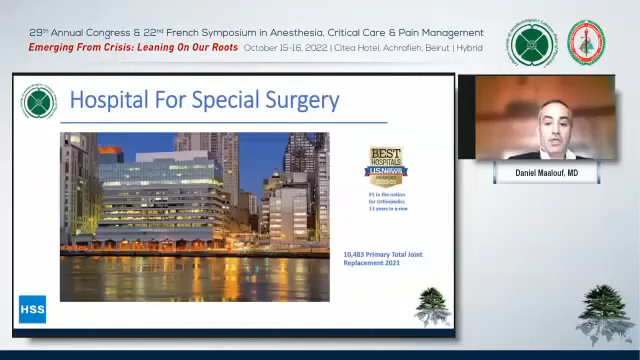 29th Annual Congress & 22nd French Symposium in Anesthesia, Critical Care & Pain Management
Emerging From Crisis: Leaning On Our Roots October 15-16, 2022 | Citea Hotel, Achrafieh, Beirut | Hybrid
Hospital For Special Surgery
BEST
HOSPITALS
U.S. NEWS
#1 in the nation
for Orthopedics
13 years in a row
10,483 Primary Total Joint
Replacement 2021
HSS
Daniel Maalouf, MD